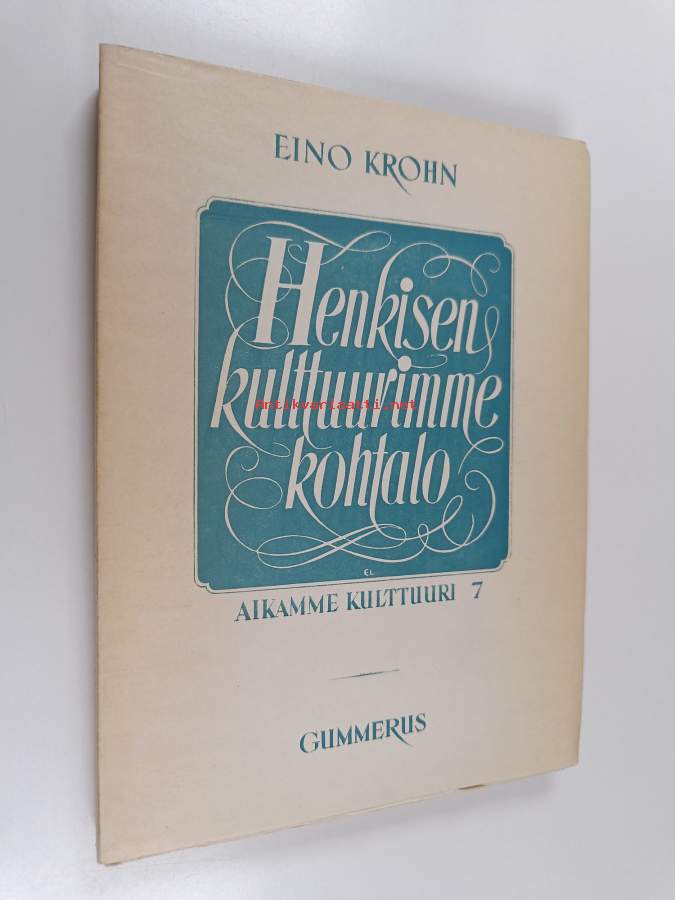 EINO KROHN
Henkisen
kulttuurimme
Antikvariaatti.net
kohtalo
EL
AIKAMME KULTTUURI 7
GUMMERUS